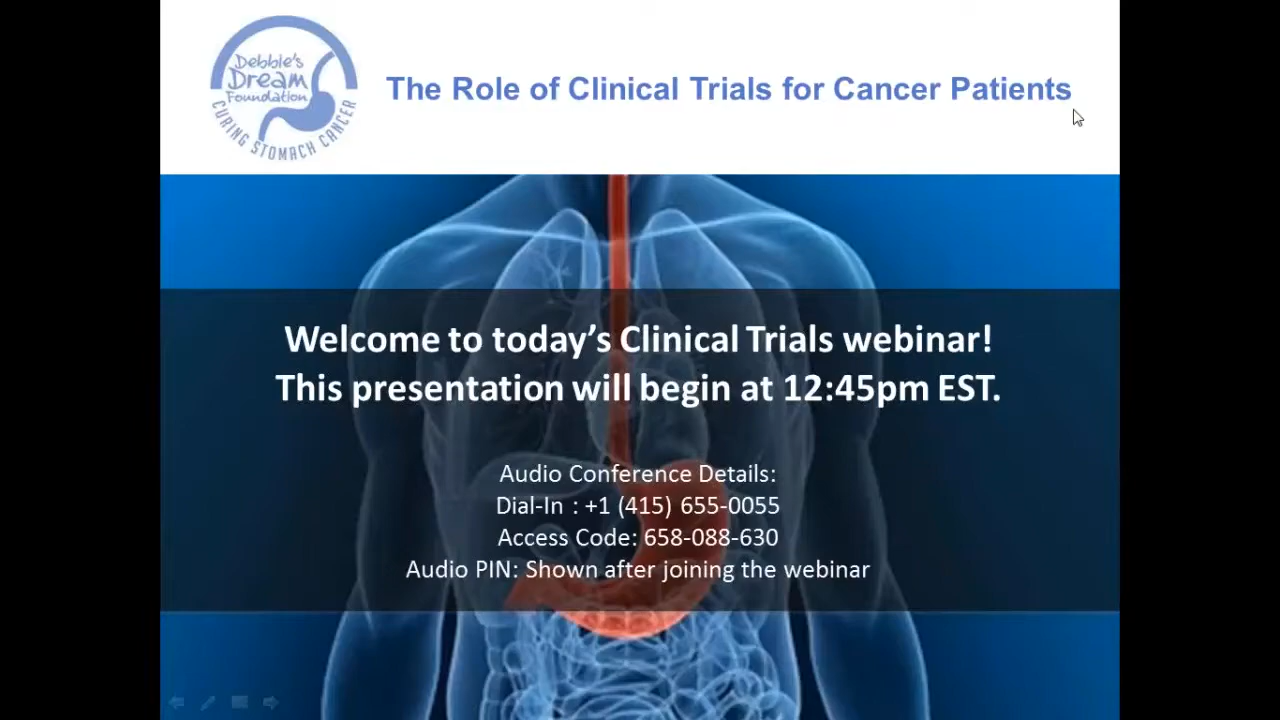 Debbie's
Dream
Foundation
CURING STOMACH CANCER
The Role of Clinical Trials for Cancer Patients
Welcome to today’s Clinical Trials webinar!
This presentation will begin at 12:45pm EST.
Audio Conference Details:
Dial-In : +1 (415) 655-0055
Access Code: 658-088-630
Audio PIN: Shown after joining the webinar